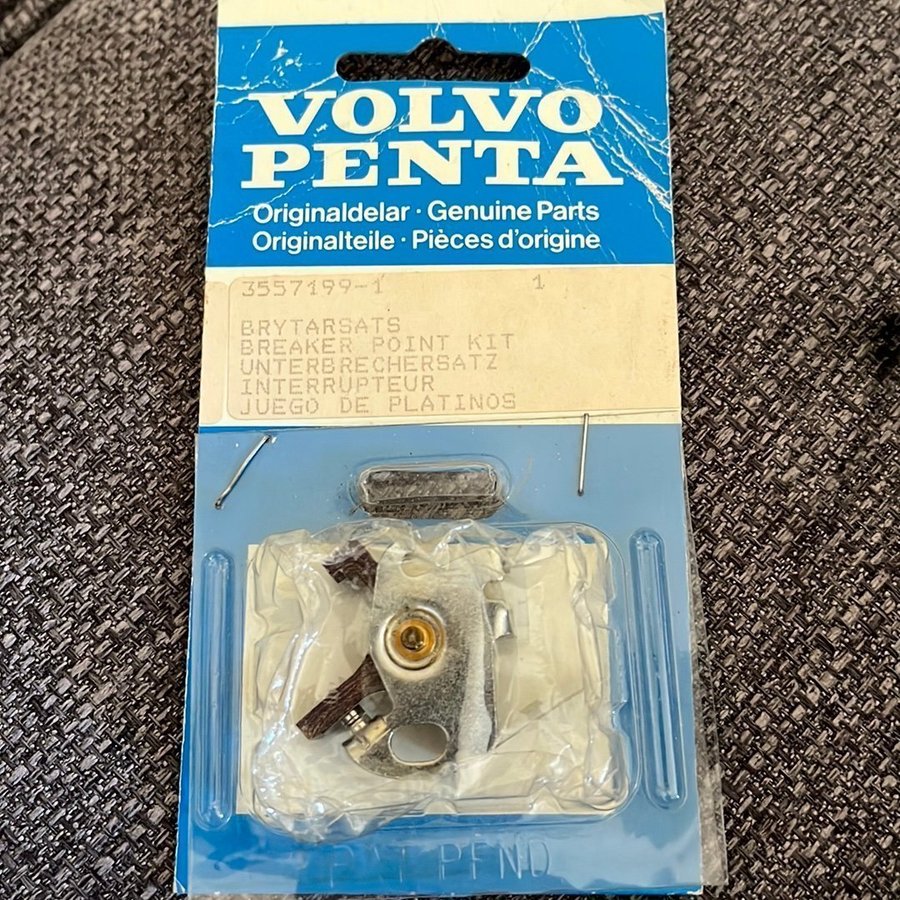 VOLVO
PENTA
Originaldelar · Genuine Parts
Originalteile · Pièces d'origine
3557199-1 1
BRYTARSATS
BREAKER POINT KIT
UNTERBRECHERSATZ
INTERRUPTEUR
JUEGO DE PLATINOS
PAT PEND